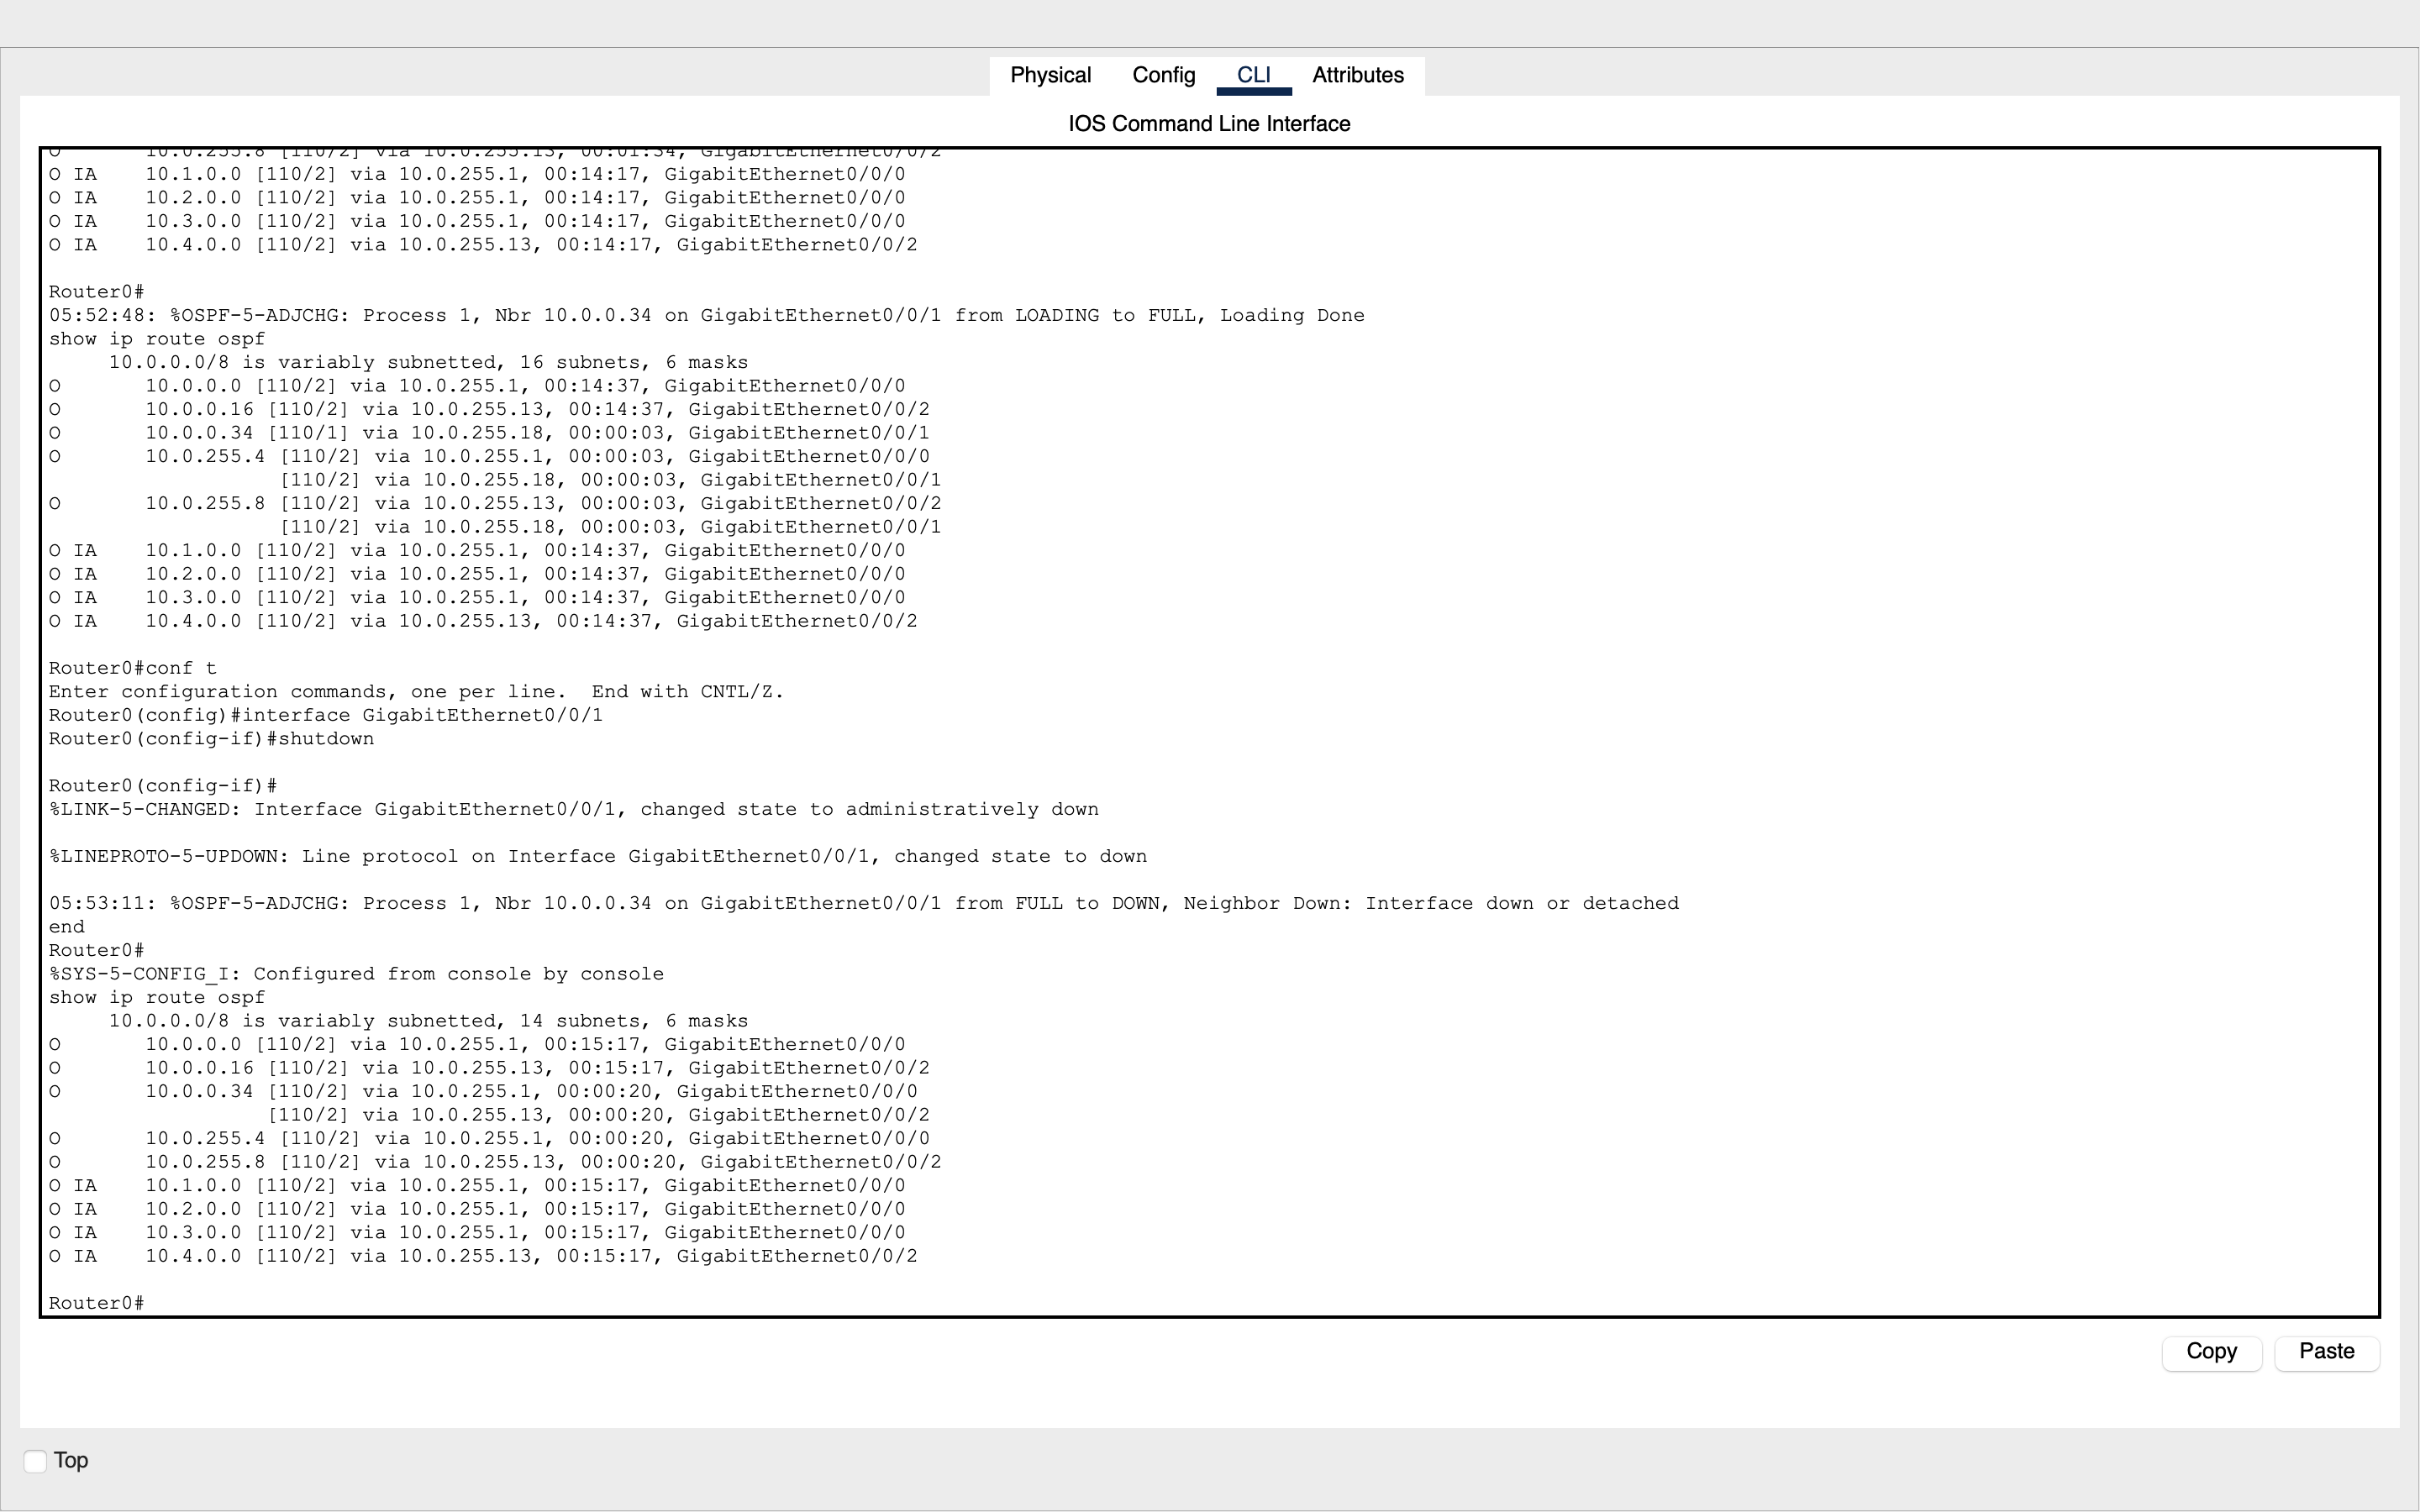 Physical Config CLI Attributes
IOS Command Line Interface
O       10.0.255.8 [110/2] via 10.0.255.13, 00:01:34, GigabitEthernet0/0/2
O IA    10.1.0.0 [110/2] via 10.0.255.1, 00:14:17, GigabitEthernet0/0/0
O IA    10.2.0.0 [110/2] via 10.0.255.1, 00:14:17, GigabitEthernet0/0/0
O IA    10.3.0.0 [110/2] via 10.0.255.1, 00:14:17, GigabitEthernet0/0/0
O IA    10.4.0.0 [110/2] via 10.0.255.13, 00:14:17, GigabitEthernet0/0/2
Router0#
05:52:48: %OSPF-5-ADJCHG: Process 1, Nbr 10.0.0.34 on GigabitEthernet0/0/1 from LOADING to FULL, Loading Done
show ip route ospf
     10.0.0.0/8 is variably subnetted, 16 subnets, 6 masks
O       10.0.0.0 [110/2] via 10.0.255.1, 00:14:37, GigabitEthernet0/0/0
O       10.0.0.16 [110/2] via 10.0.255.13, 00:14:37, GigabitEthernet0/0/2
O       10.0.0.34 [110/1] via 10.0.255.18, 00:00:03, GigabitEthernet0/0/1
O       10.0.255.4 [110/2] via 10.0.255.1, 00:00:03, GigabitEthernet0/0/0
                   [110/2] via 10.0.255.18, 00:00:03, GigabitEthernet0/0/1
O       10.0.255.8 [110/2] via 10.0.255.13, 00:00:03, GigabitEthernet0/0/2
                   [110/2] via 10.0.255.18, 00:00:03, GigabitEthernet0/0/1
O IA    10.1.0.0 [110/2] via 10.0.255.1, 00:14:37, GigabitEthernet0/0/0
O IA    10.2.0.0 [110/2] via 10.0.255.1, 00:14:37, GigabitEthernet0/0/0
O IA    10.3.0.0 [110/2] via 10.0.255.1, 00:14:37, GigabitEthernet0/0/0
O IA    10.4.0.0 [110/2] via 10.0.255.13, 00:14:37, GigabitEthernet0/0/2
Router0#conf t
Enter configuration commands, one per line.  End with CNTL/Z.
Router0(config)#interface GigabitEthernet0/0/1
Router0(config-if)#shutdown
Router0(config-if)#
%LINK-5-CHANGED: Interface GigabitEthernet0/0/1, changed state to administratively down
%LINEPROTO-5-UPDOWN: Line protocol on Interface GigabitEthernet0/0/1, changed state to down
05:53:11: %OSPF-5-ADJCHG: Process 1, Nbr 10.0.0.34 on GigabitEthernet0/0/1 from FULL to DOWN, Neighbor Down: Interface down or detached
end
Router0#
%SYS-5-CONFIG_I: Configured from console by console
show ip route ospf
     10.0.0.0/8 is variably subnetted, 14 subnets, 6 masks
O       10.0.0.0 [110/2] via 10.0.255.1, 00:15:17, GigabitEthernet0/0/0
O       10.0.0.16 [110/2] via 10.0.255.13, 00:15:17, GigabitEthernet0/0/2
O       10.0.0.34 [110/2] via 10.0.255.1, 00:00:20, GigabitEthernet0/0/0
                  [110/2] via 10.0.255.13, 00:00:20, GigabitEthernet0/0/2
O       10.0.255.4 [110/2] via 10.0.255.1, 00:00:20, GigabitEthernet0/0/0
O       10.0.255.8 [110/2] via 10.0.255.13, 00:00:20, GigabitEthernet0/0/2
O IA    10.1.0.0 [110/2] via 10.0.255.1, 00:15:17, GigabitEthernet0/0/0
O IA    10.2.0.0 [110/2] via 10.0.255.1, 00:15:17, GigabitEthernet0/0/0
O IA    10.3.0.0 [110/2] via 10.0.255.1, 00:15:17, GigabitEthernet0/0/0
O IA    10.4.0.0 [110/2] via 10.0.255.13, 00:15:17, GigabitEthernet0/0/2
Router0#
Copy Paste
Top